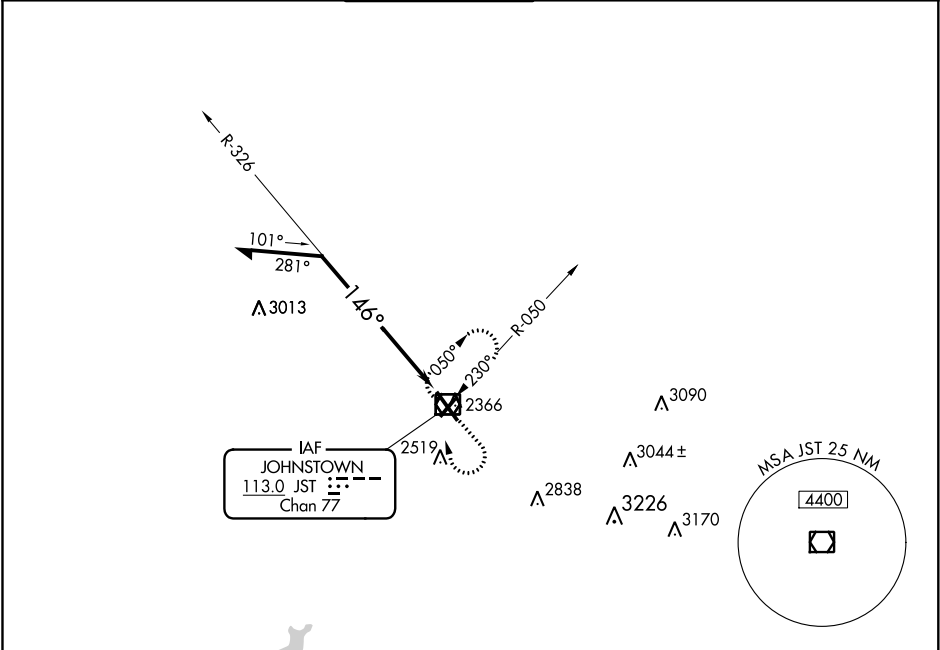 R-326
101°
281°
3013
146°
R-050
050°
230°
2366
3090
2519
3044±
2838
3226
3170
IAF
JOHNSTOWN
113.0 JST
Chan 77
MSA JST 25 NM
4400